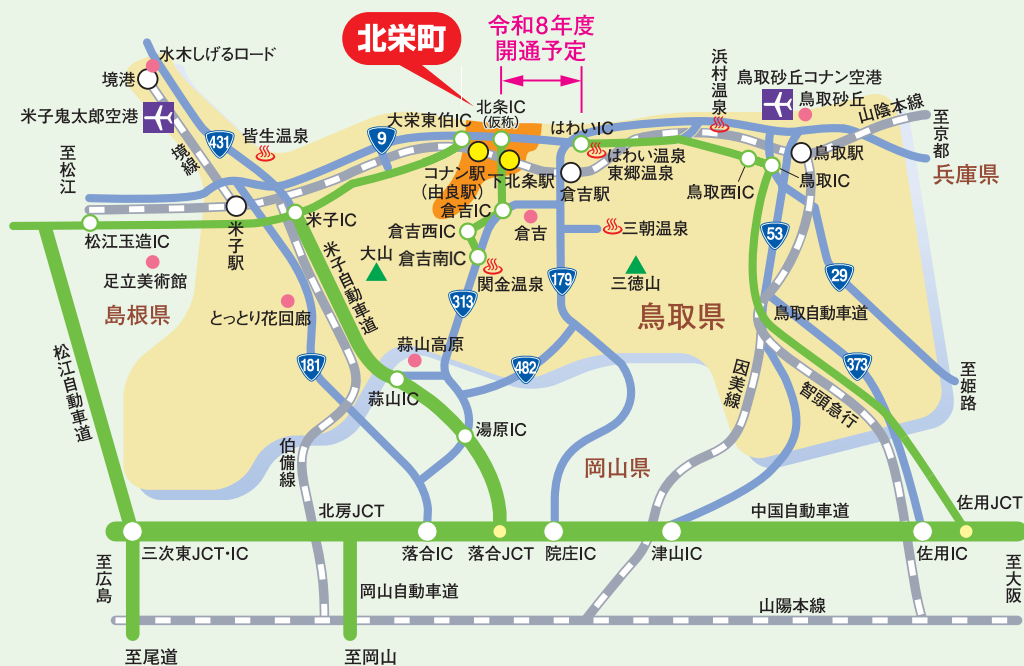 水木しげるロード
境港
米子鬼太郎空港
431
皆生温泉
境線
至松江
北栄町
令和8年度
開通予定
北条IC
(仮称)
大栄東伯IC
はわいIC
9
コナン駅
(由良駅)
下北条駅
はわい温泉
東郷温泉
倉吉駅
浜村温泉
鳥取砂丘コナン空港
鳥取砂丘
山陰本線
至京都
兵庫県
鳥取駅
鳥取西IC
鳥取IC
松江玉造IC
米子駅
米子IC
倉吉IC
倉吉西IC
倉吉南IC
倉吉
三朝温泉
大山
関金温泉
三徳山
足立美術館
島根県
とっとり花回廊
米子自動車道
313
179
53
29
鳥取県
鳥取自動車道
松江自動車道
181
蒜山高原
482
373
至姫路
蒜山IC
因美線
智頭急行
湯原IC
伯備線
岡山県
北房JCT
中国自動車道
佐用JCT
三次東JCT・IC
落合IC
落合JCT
院庄IC
津山IC
佐用IC
至広島
岡山自動車道
山陽本線
至大阪
至尾道
至岡山